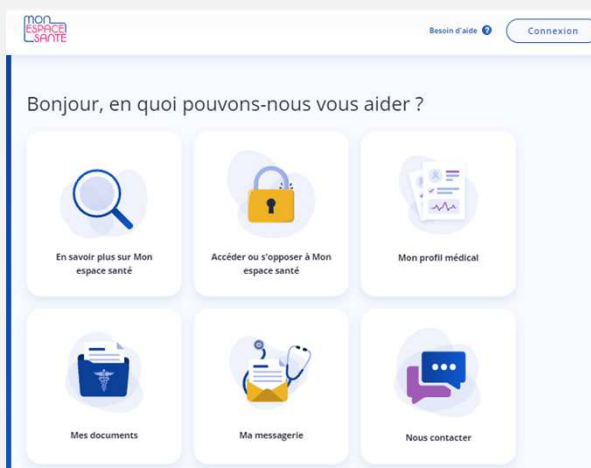 MON
ESPACE
SANTÉ
Besoin d'aide ?
Connexion
Bonjour, en quoi pouvons-nous vous aider ?
En savoir plus sur Mon
espace santé
Accéder ou s'opposer à Mon
espace santé
Mon profil médical
Mes documents
Ma messagerie
Nous contacter